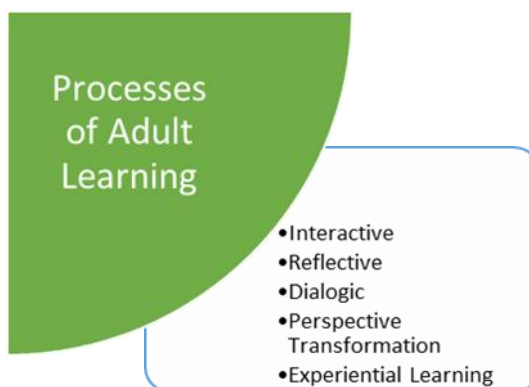 Processes
of Adult
Learning
•Interactive
•Reflective
•Dialogic
•Perspective
Transformation
•Experiential Learning